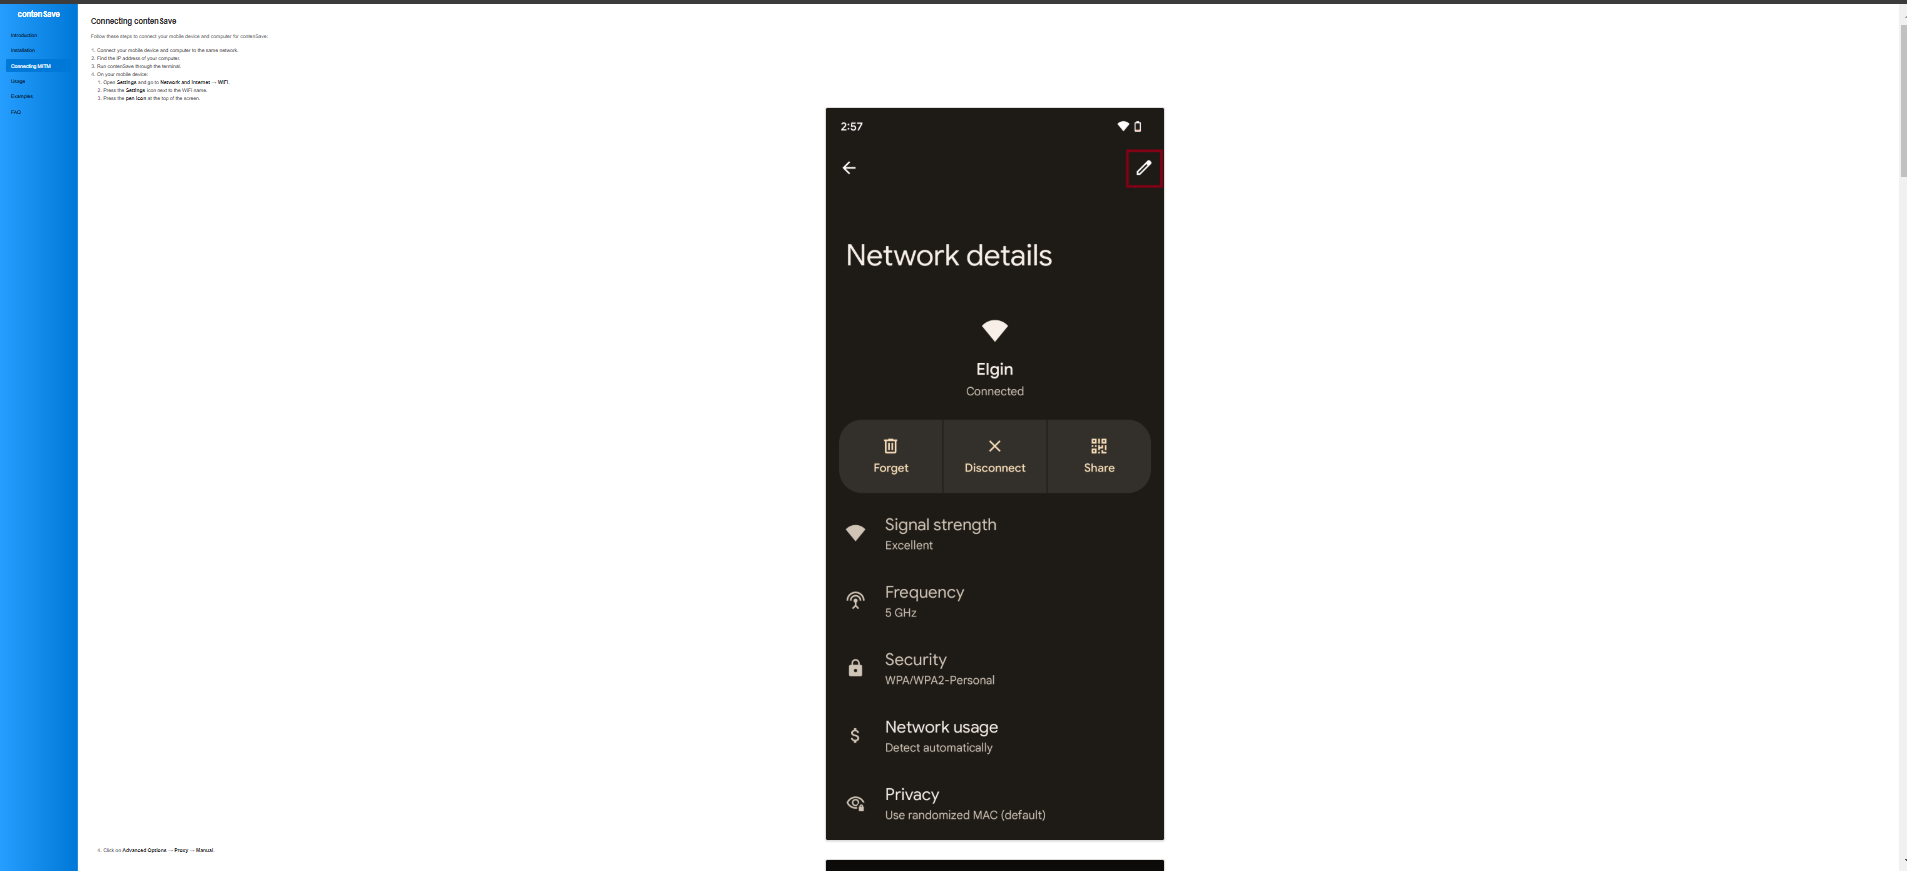 contenSave
Introduction
Installation
Connecting MITM
Usage
Examples
FAQ
Connecting contenSave
Follow these steps to connect your mobile device and computer for contenSave:
1. Connect your mobile device and computer to the same network.
2. Find the IP address of your computer.
3. Run contenSave through the terminal.
4. On your mobile device:
1. Open Settings and go to Network and Internet → WiFi.
2. Press the Settings icon next to the WiFi name.
3. Press the pen icon at the top of the screen.
2:57
Network details
Elgin
Connected
Forget
Disconnect
Share
Signal strength
Excellent
Frequency
5 GHz
Security
WPA/WPA2-Personal
Network usage
Detect automatically
Privacy
Use randomized MAC (default)
4. Click on Advanced Options → Proxy → Manual.